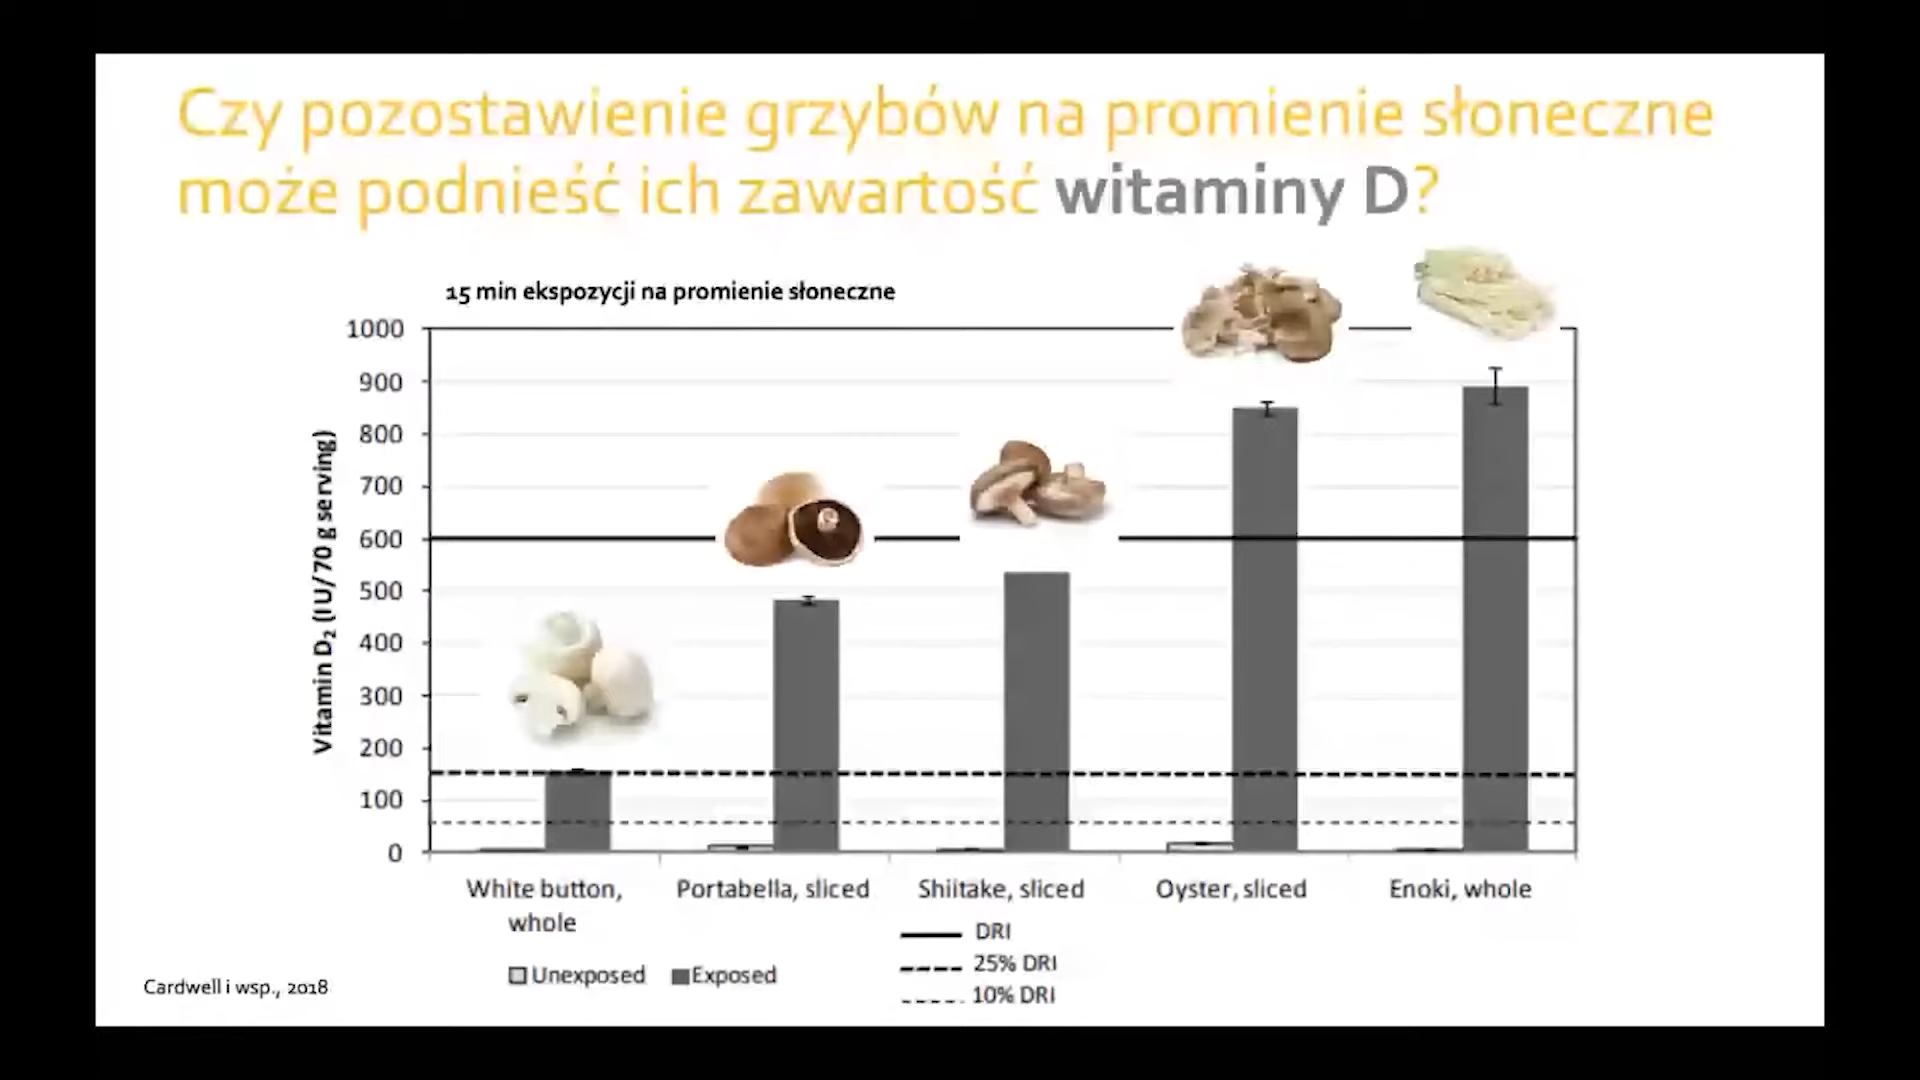 Czy pozostawienie grzybów na promienie słoneczne
może podnieść ich zawartość witaminy D?
15 min ekspozycji na promienie słoneczne
1000
900
800
700
600
500
400
300
200
100
0
Vitamin D₂ (IU/70 g serving)
White button,
whole
Portabella, sliced
Shiitake, sliced
Oyster, sliced
Enoki, whole
Unexposed
Exposed
DRI
25% DRI
10% DRI
Cardwell i wsp., 2018